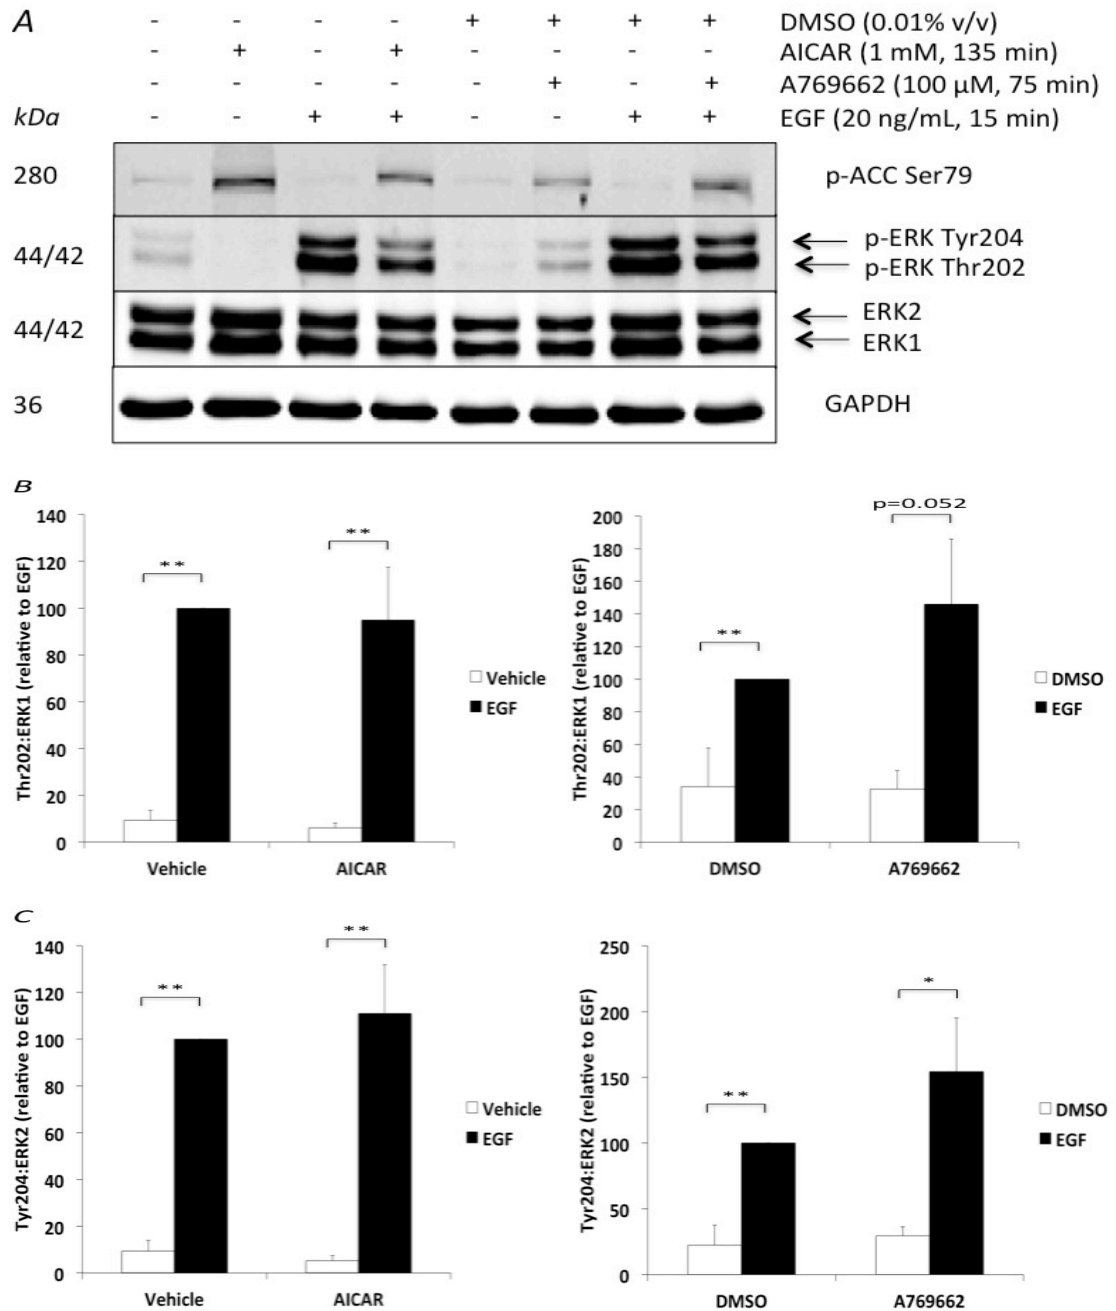 A - - - - + + + + DMSO (0.01% v/v)
- + - + - - - - AICAR (1 mM, 135 min)
- - - - - + - + A769662 (100 µM, 75 min)
kDa - - + + - - + + EGF (20 ng/mL, 15 min)
280 p-ACC Ser79
44/42 p-ERK Tyr204
p-ERK Thr202
44/42 ERK2
ERK1
36 GAPDH
B
Thr202:ERK1 (relative to EGF)
140
120
100
80
60
40
20
0
**
**
Vehicle
EGF
Vehicle AICAR
Thr202:ERK1 (relative to EGF)
200
180
160
140
120
100
80
60
40
20
0
**
p=0.052
DMSO
EGF
DMSO A769662
C
Tyr204:ERK2 (relative to EGF)
140
120
100
80
60
40
20
0
**
**
Vehicle
EGF
Vehicle AICAR
Tyr204:ERK2 (relative to EGF)
250
200
150
100
50
0
**
*
DMSO
EGF
DMSO A769662